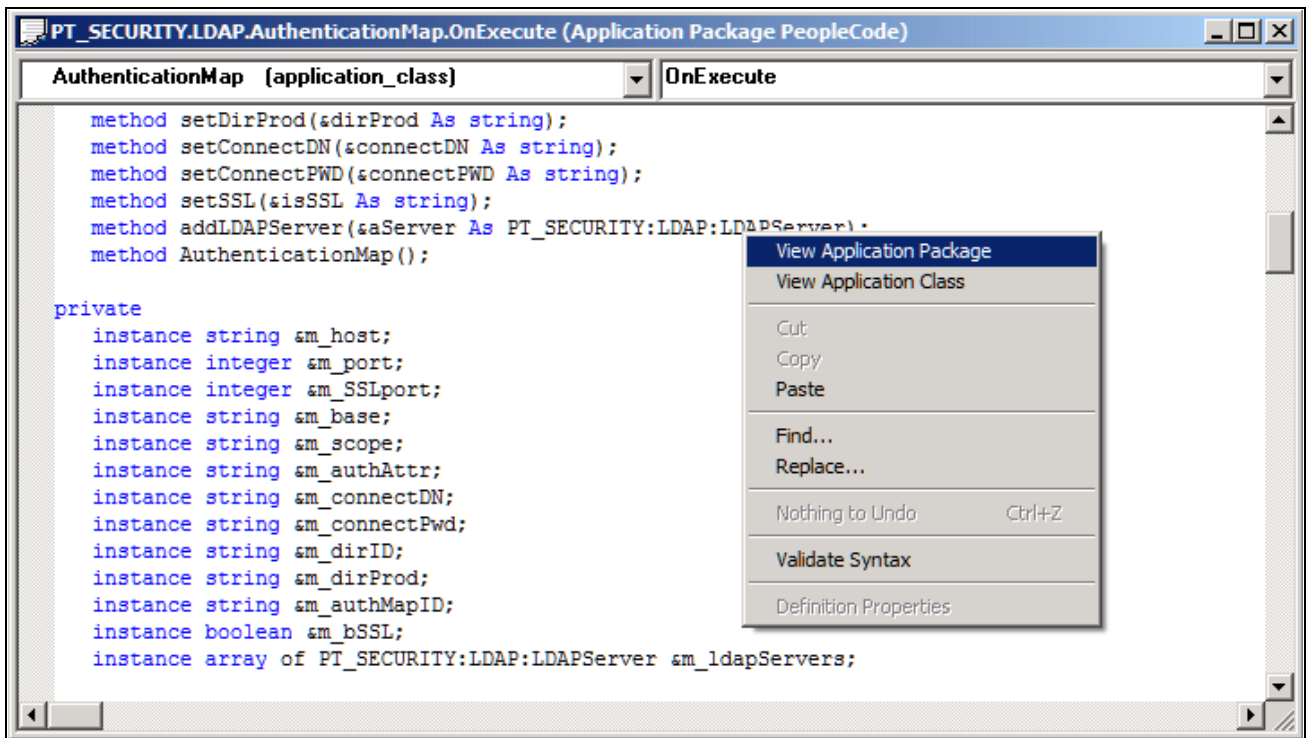 PT_SECURITY.LDAP.AuthenticationMap.OnExecute (Application Package PeopleCode)
AuthenticationMap (application_class) OnExecute
method setDirProd(&dirProd As string);
method setConnectDN(&connectDN As string);
method setConnectPWD(&connectPWD As string);
method setSSL(&isSSL As string);
method addLDAPServer(&aServer As PT_SECURITY:LDAP:LDAPServer);
method AuthenticationMap();
private
instance string &m_host;
instance integer &m_port;
instance integer &m_SSLport;
instance string &m_base;
instance string &m_scope;
instance string &m_authAttr;
instance string &m_connectDN;
instance string &m_connectPwd;
instance string &m_dirID;
instance string &m_dirProd;
instance string &m_authMapID;
instance boolean &m_bSSL;
instance array of PT_SECURITY:LDAP:LDAPServer &m_ldapServers;
View Application Package
View Application Class
Cut
Copy
Paste
Find...
Replace...
Nothing to Undo Ctrl+Z
Validate Syntax
Definition Properties